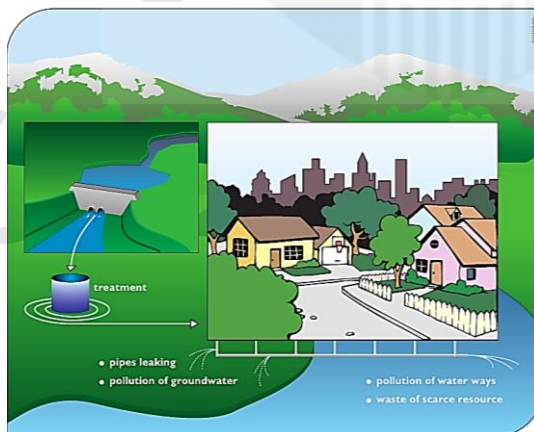 treatment
• pipes leaking
• pollution of groundwater
• pollution of water ways
• waste of scarce resource